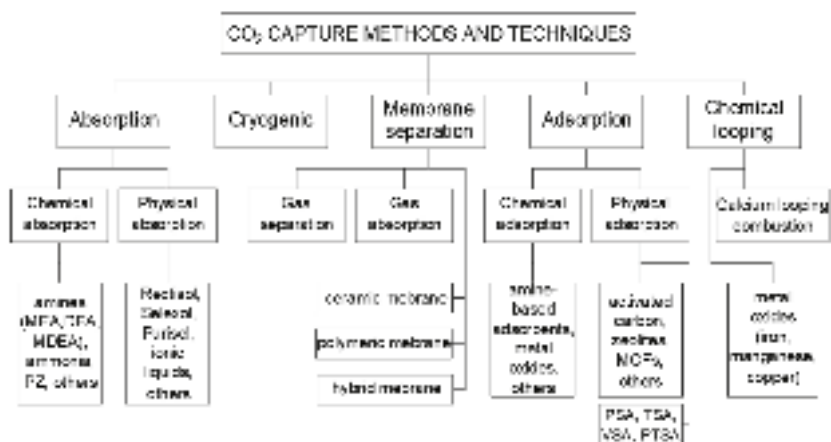 CO₂ CAPTURE METHODS AND TECHNIQUES
Absorption
Cryogenic
Membrane
separation
Adsorption
Chemical
looping
Chemical
absorption
Physical
absorption
Gas
separation
Gas
absorption
Chemical
adsorption
Physical
adsorption
Calcium looping
combustion
amines
(MEA, DEA,
MDEA),
ammonia,
PZ, others
Rectisol,
Selexol,
Purisol,
ionic
liquids,
others
ceramic mebrane
polymeric mebrane
hybrid mebrane
amine-
based
adsorbents,
metal
oxides,
others
activated
carbon,
zeolites,
MOFs,
others
metal
oxides
(iron,
manganese,
copper)
PSA, TSA,
VSA, PTSA